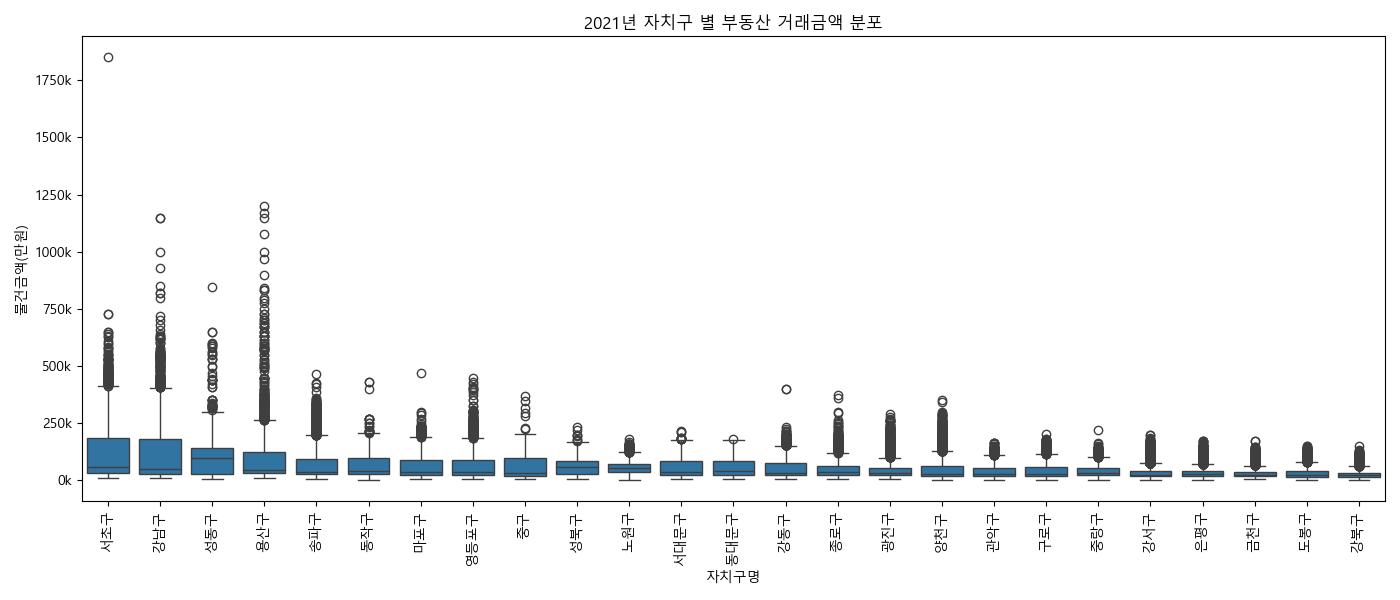 2021년 자치구 별 부동산 거래금액 분포
물건금액(만원)
1750k
1500k
1250k
1000k
750k
500k
250k
0k
서초구
강남구
성동구
용산구
송파구
동작구
마포구
영등포구
중구
성북구
노원구
서대문구
동대문구
강동구
종로구
광진구
양천구
관악구
구로구
중랑구
강서구
은평구
금천구
도봉구
강북구
자치구명